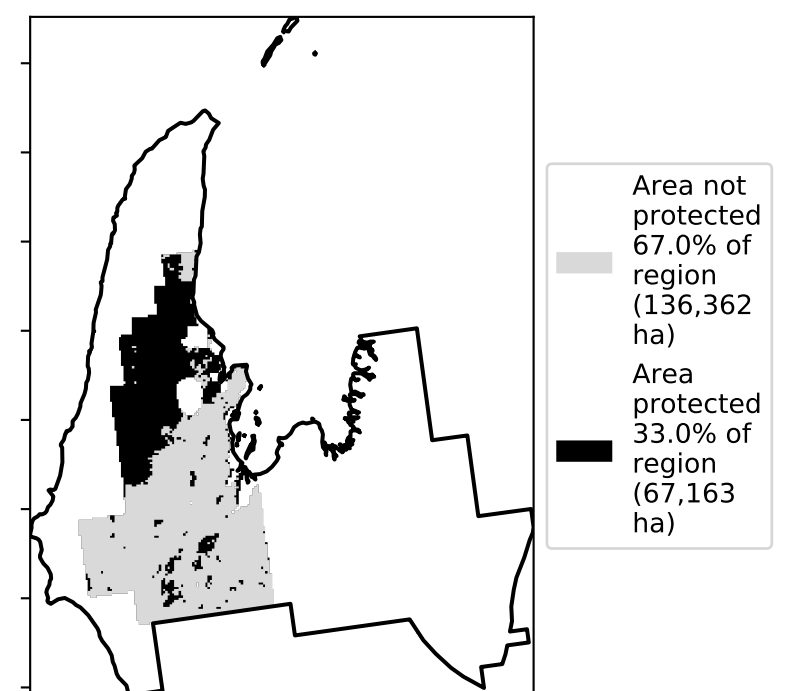 Area not
protected
67.0% of
region
(136,362
ha)
Area
protected
33.0% of
region
(67,163
ha)